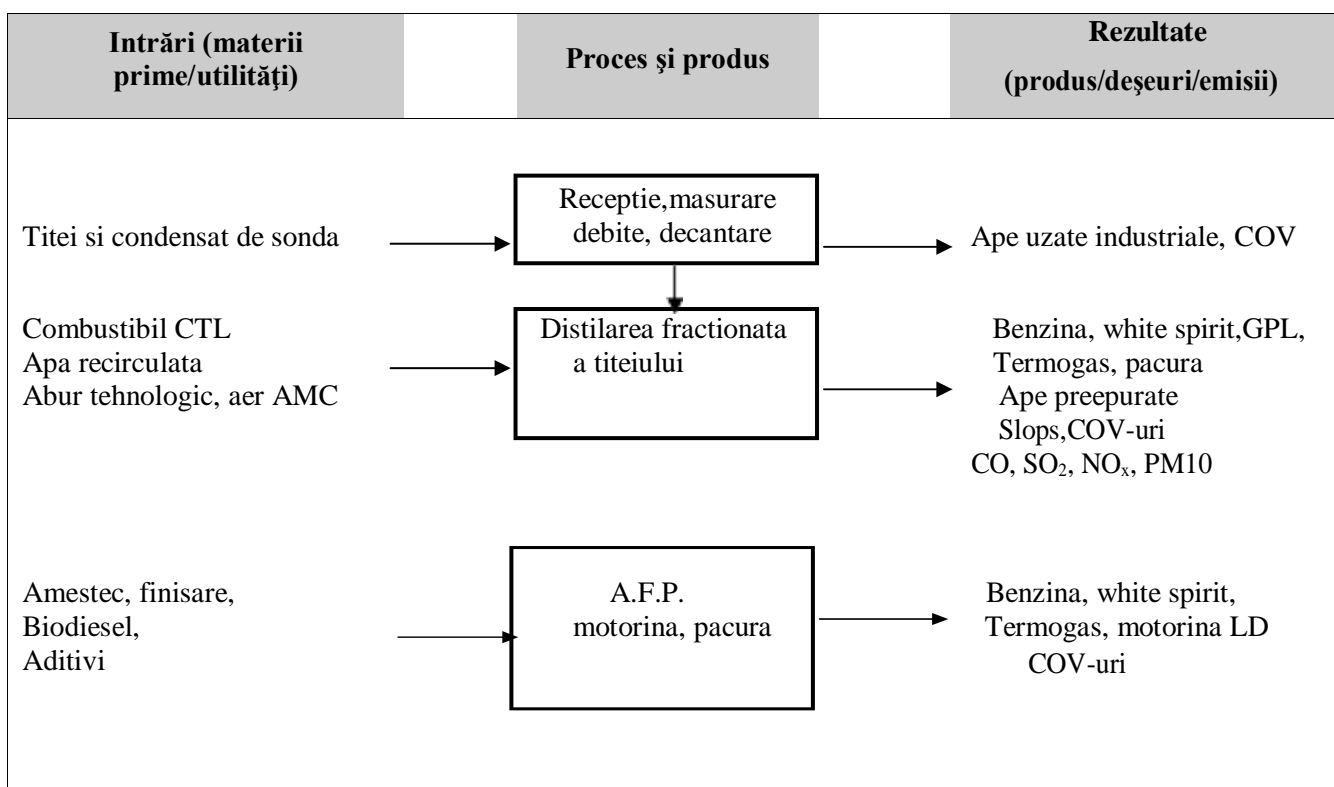 Intrări (materii
prime/utilităţi)
Proces şi produs
Rezultate
(produs/deşeuri/emisii)
Titei si condensat de sonda
Receptie,masurare
debite, decantare
Ape uzate industriale, COV
Combustibil CTL
Apa recirculata
Abur tehnologic, aer AMC
Distilarea fractionata
a titeiului
Benzina, white spirit,GPL,
Termogas, pacura
Ape preepurate
Slops,COV-uri
CO, SO₂, NOₓ, PM10
Amestec, finisare,
Biodiesel,
Aditivi
A.F.P.
motorina, pacura
Benzina, white spirit,
Termogas, motorina LD
COV-uri